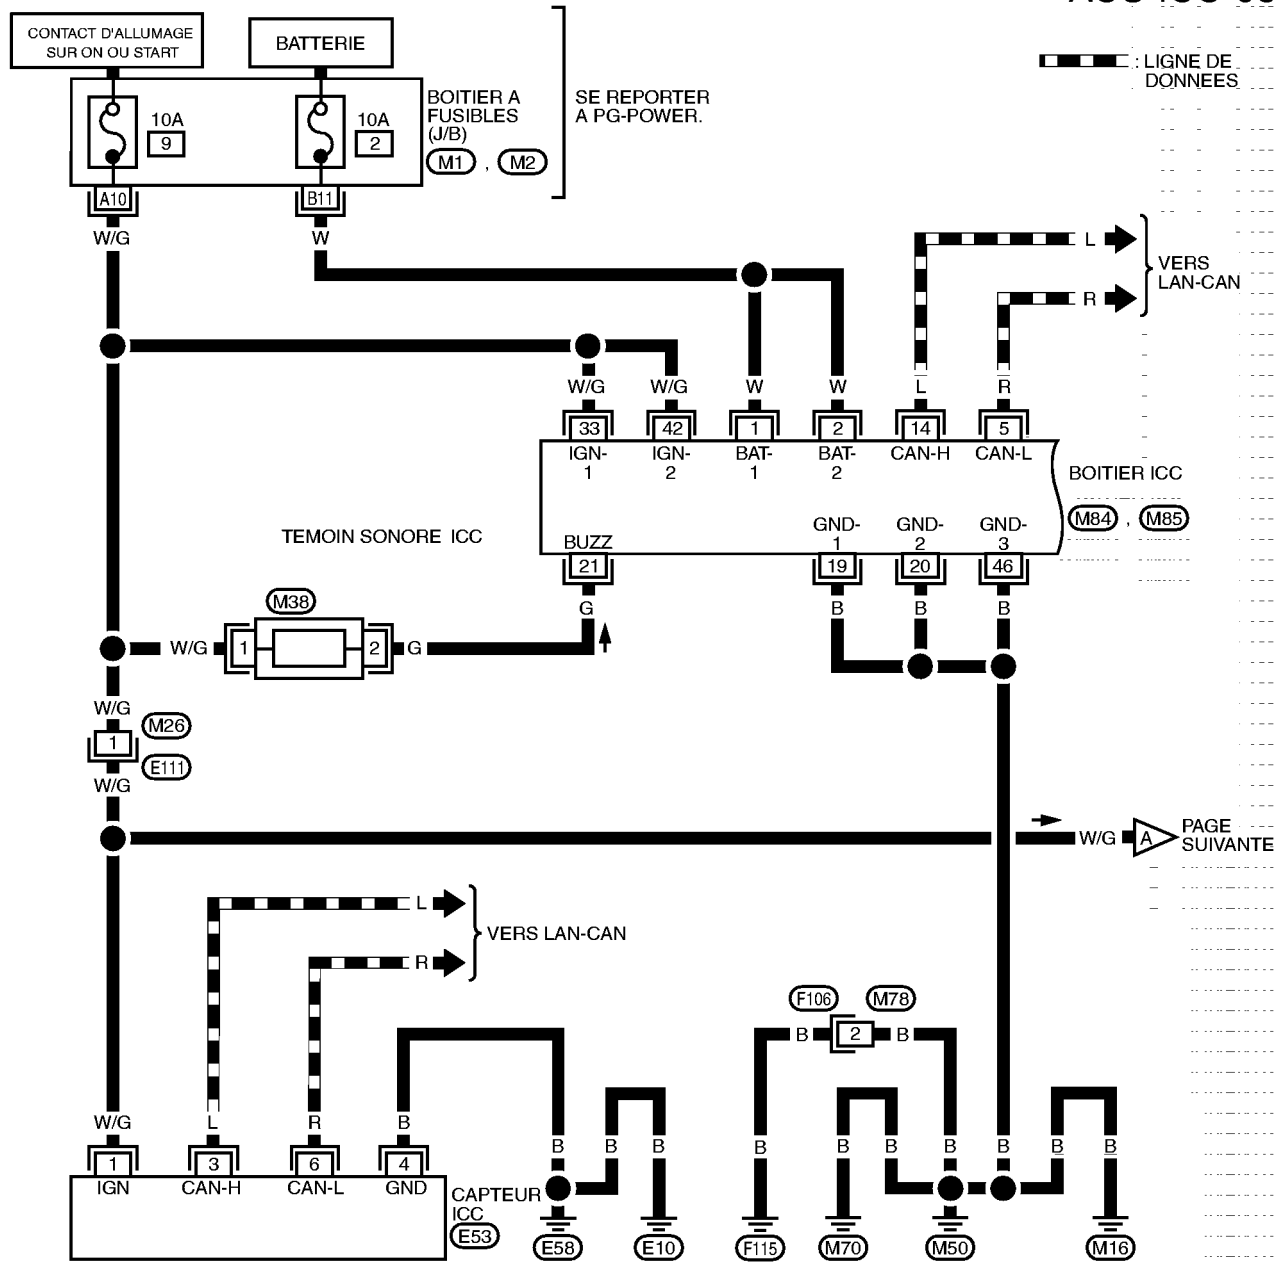 CONTACT D'ALLUMAGE
SUR ON OU START
BATTERIE
: LIGNE DE
DONNEES
10A
9
10A
2
BOITIER A
FUSIBLES
(J/B)
M1 , M2
SE REPORTER
A PG-POWER.
A10
B11
W/G
W
L
R
VERS
LAN-CAN
W/G
W/G
W
W
L
R
33
42
1
2
14
5
IGN-
1
IGN-
2
BAT-
1
BAT-
2
CAN-H
CAN-L
BOITIER ICC
M84 , M85
TEMOIN SONORE ICC
BUZZ
GND-
1
GND-
2
GND-
3
21
19
20
46
G
B
B
B
M38
W/G
1
2
G
W/G
M26
1
E111
W/G
W/G
A
PAGE
SUIVANTE
L
R
VERS LAN-CAN
F106
M78
B
2
B
W/G
L
R
B
B
B
B
B
B
B
B
B
B
B
1
3
6
4
IGN
CAN-H
CAN-L
GND
CAPTEUR
ICC
E53
E58
E10
F115
M70
M50
M16